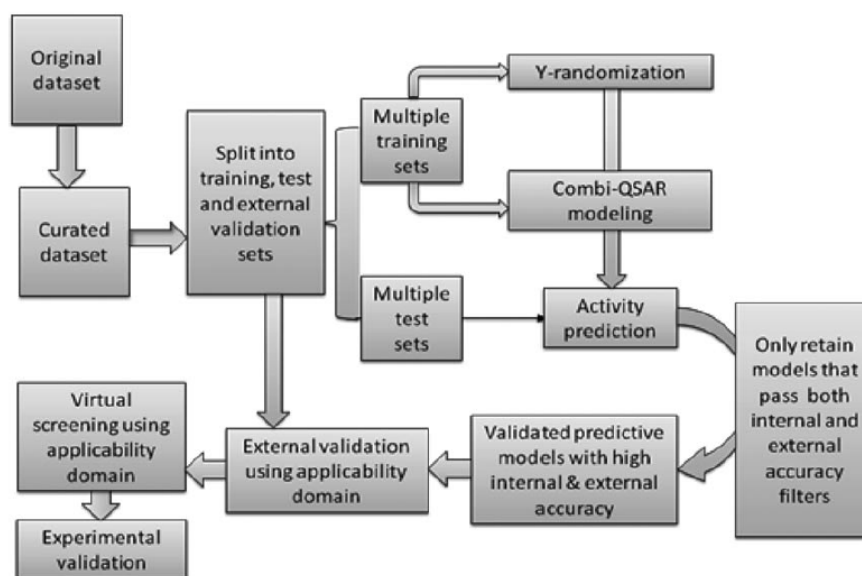 Original
dataset
Curated
dataset
Split into
training, test
and external
validation
sets
Multiple
training
sets
Multiple
test
sets
Y-randomization
Combi-QSAR
modeling
Activity
prediction
Only retain
models that
pass both
internal and
external
accuracy
filters
Validated predictive
models with high
internal & external
accuracy
External validation
using applicability
domain
Virtual
screening using
applicability
domain
Experimental
validation